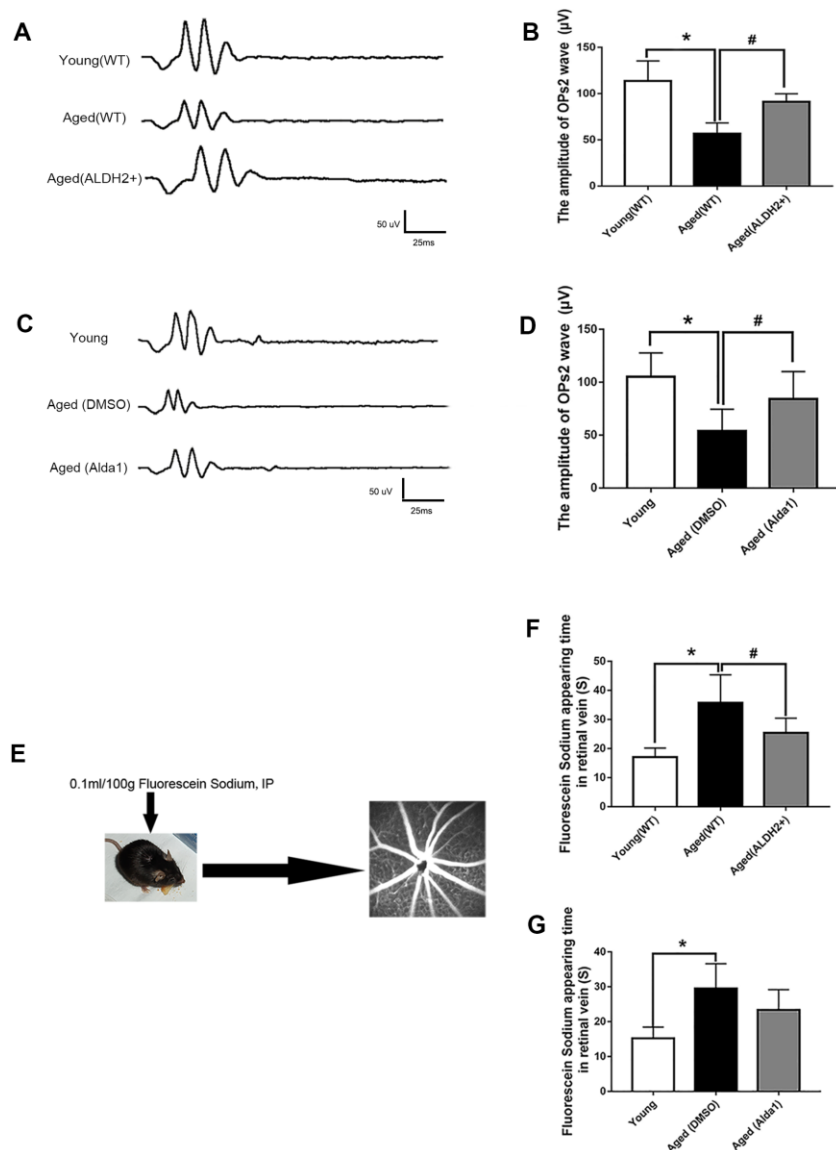 A
Young(WT)
Aged(WT)
Aged(ALDH2+)
50 uV
25ms
B
The amplitude of OPs2 wave (µV)
150
100
50
0
*
#
Young(WT)
Aged(WT)
Aged(ALDH2+)
C
Young
Aged (DMSO)
Aged (Alda1)
50 uV
25ms
D
The amplitude of OPs2 wave (µV)
150
100
50
0
*
#
Young
Aged (DMSO)
Aged (Alda1)
E
0.1ml/100g Fluorescein Sodium, IP
F
Fluorescein Sodium appearing time
in retinal vein (S)
50
40
30
20
10
0
*
#
Young(WT)
Aged(WT)
Aged(ALDH2+)
G
Fluorescein Sodium appearing time
in retinal vein (S)
40
30
20
10
0
*
Young
Aged (DMSO)
Aged (Alda1)